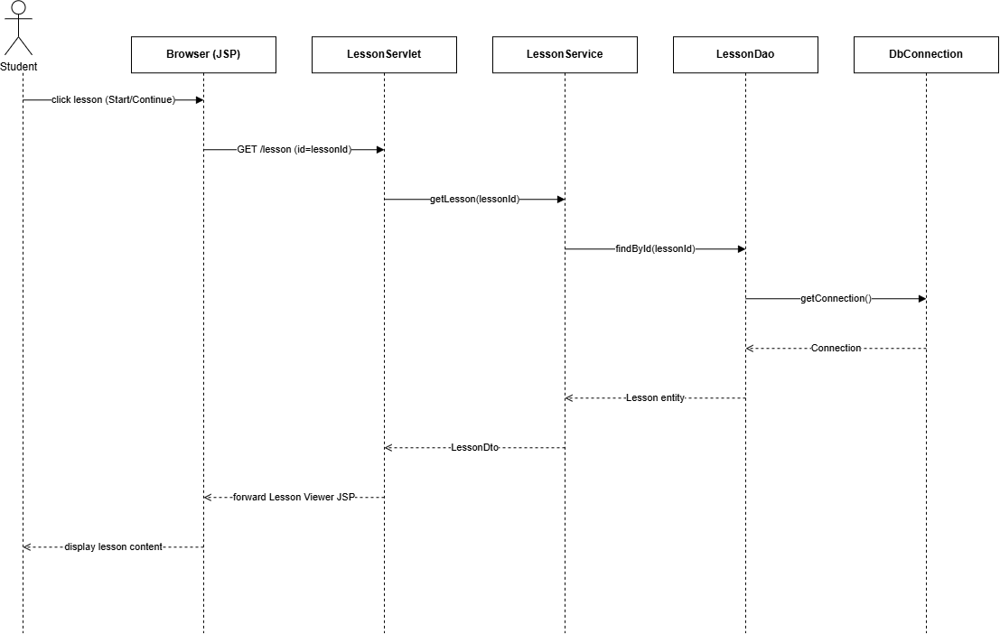 Student
Browser (JSP)
LessonServlet
LessonService
LessonDao
DbConnection
click lesson (Start/Continue)
GET /lesson (id=lessonId)
getLesson(lessonId)
findById(lessonId)
getConnection()
Connection
Lesson entity
LessonDto
forward Lesson Viewer JSP
display lesson content